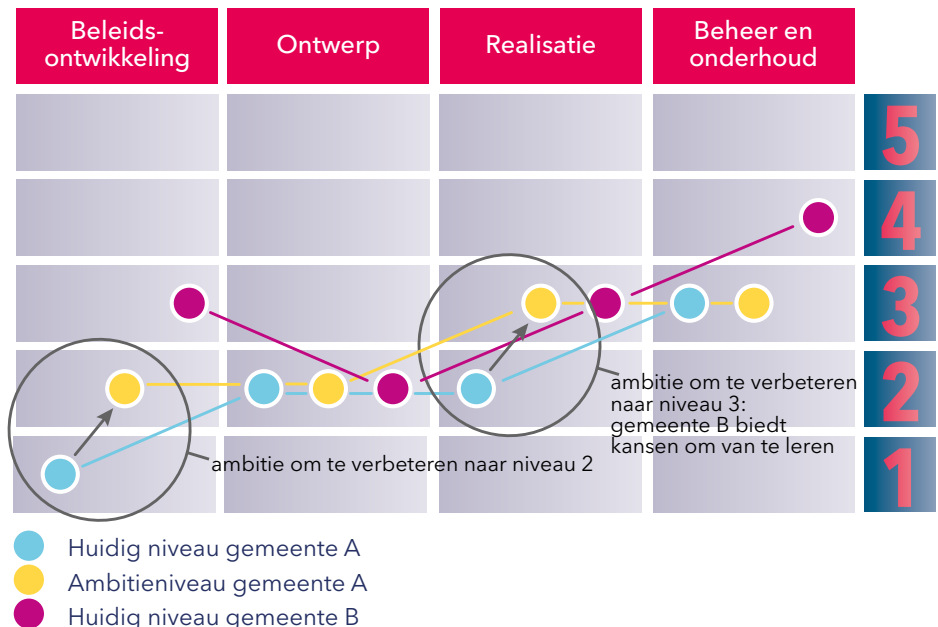 Beleids-
ontwikkeling
Ontwerp
Realisatie
Beheer en
onderhoud
5
4
3
2
1
ambitie om te verbeteren
naar niveau 3:
gemeente B biedt
kansen om van te leren
ambitie om te verbeteren naar niveau 2
Huidig niveau gemeente A
Ambitieniveau gemeente A
Huidig niveau gemeente B